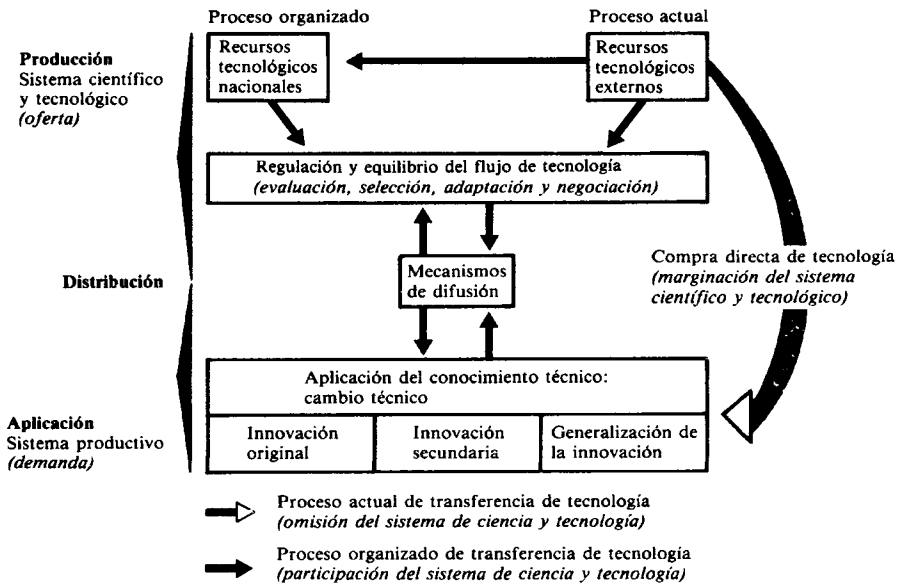 Proceso organizado
Proceso actual
Producción
Sistema científico
y tecnológico
(oferta)
Recursos
tecnológicos
nacionales
Recursos
tecnológicos
externos
Regulación y equilibrio del flujo de tecnología
(evaluación, selección, adaptación y negociación)
Distribución
Mecanismos
de difusión
Compra directa de tecnología
(marginación del sistema
científico y tecnológico)
Aplicación del conocimiento técnico:
cambio técnico
Aplicación
Sistema productivo
(demanda)
Innovación
original
Innovación
secundaria
Generalización de
la innovación
Proceso actual de transferencia de tecnología
(omisión del sistema de ciencia y tecnología)
Proceso organizado de transferencia de tecnología
(participación del sistema de ciencia y tecnología)